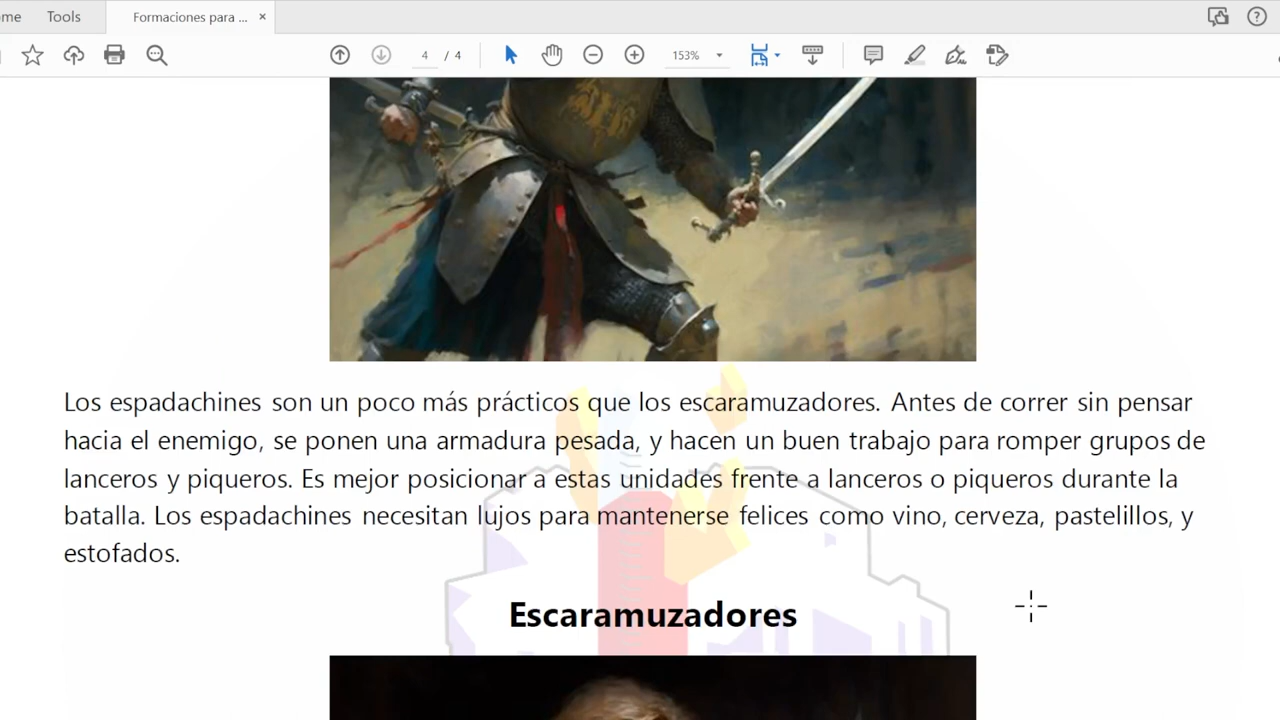 ome Tools Formaciones para ... ×
4 / 4 153%
Los espadachines son un poco más prácticos que los escaramuzadores. Antes de correr sin pensar
hacia el enemigo, se ponen una armadura pesada, y hacen un buen trabajo para romper grupos de
lanceros y piqueros. Es mejor posicionar a estas unidades frente a lanceros o piqueros durante la
batalla. Los espadachines necesitan lujos para mantenerse felices como vino, cerveza, pastelillos, y
estofados.
Escaramuzadores